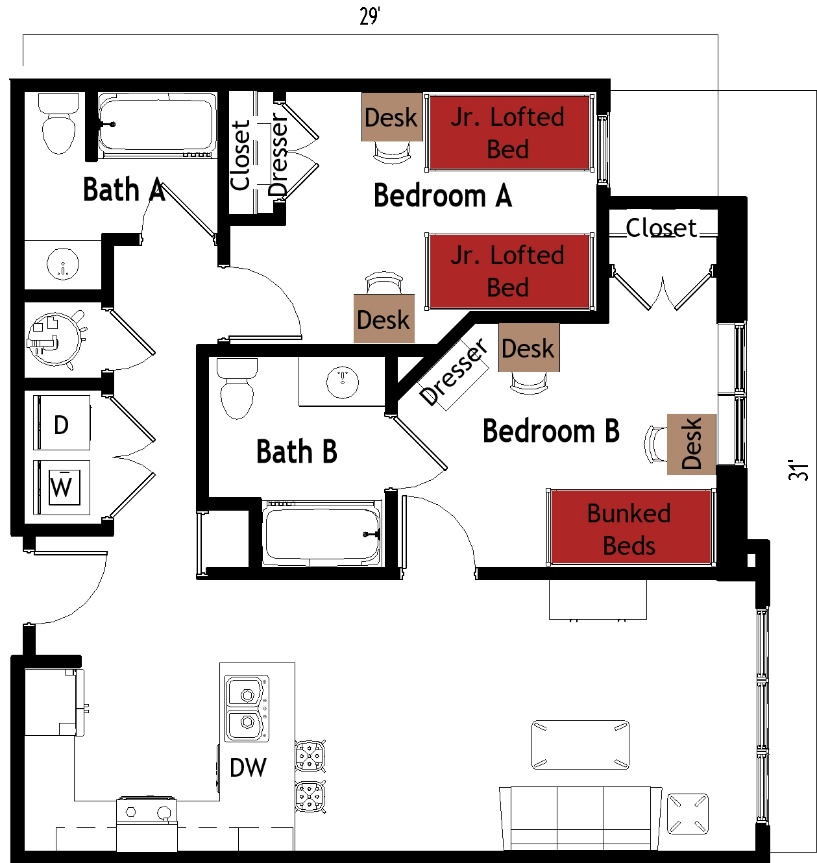 29'
Desk
Jr. Lofted
Bed
Closet
Dresser
Bath A
Bedroom A
Closet
Jr. Lofted
Bed
Desk
Desk
Dresser
D
Bedroom B
Desk
Bath B
31'
W
Bunked
Beds
DW